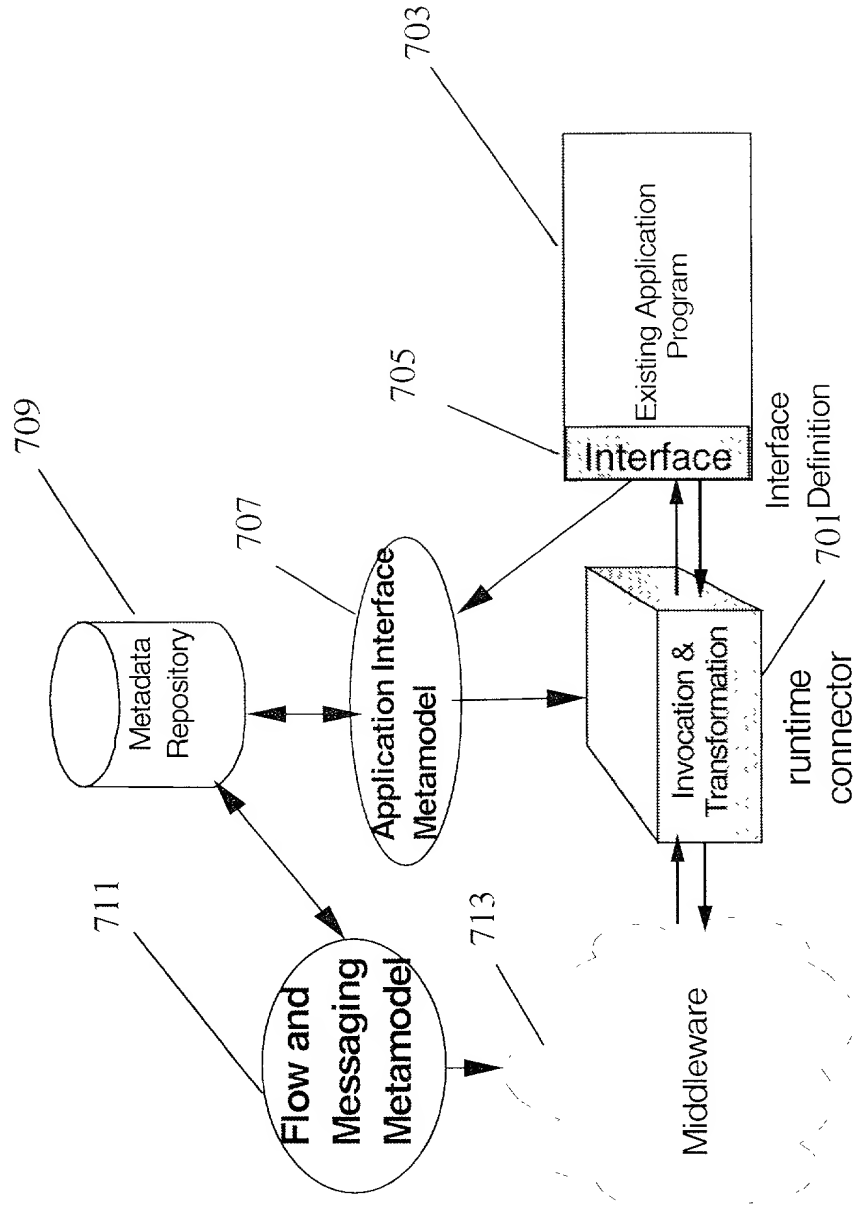 709
Metadata
Repository
711
Flow and
Messaging
Metamodel
707
Application Interface
Metamodel
713
Middleware
Invocation &
Transformation
701
runtime
connector
705
Interface
703
Existing Application
Program
Interface
Definition